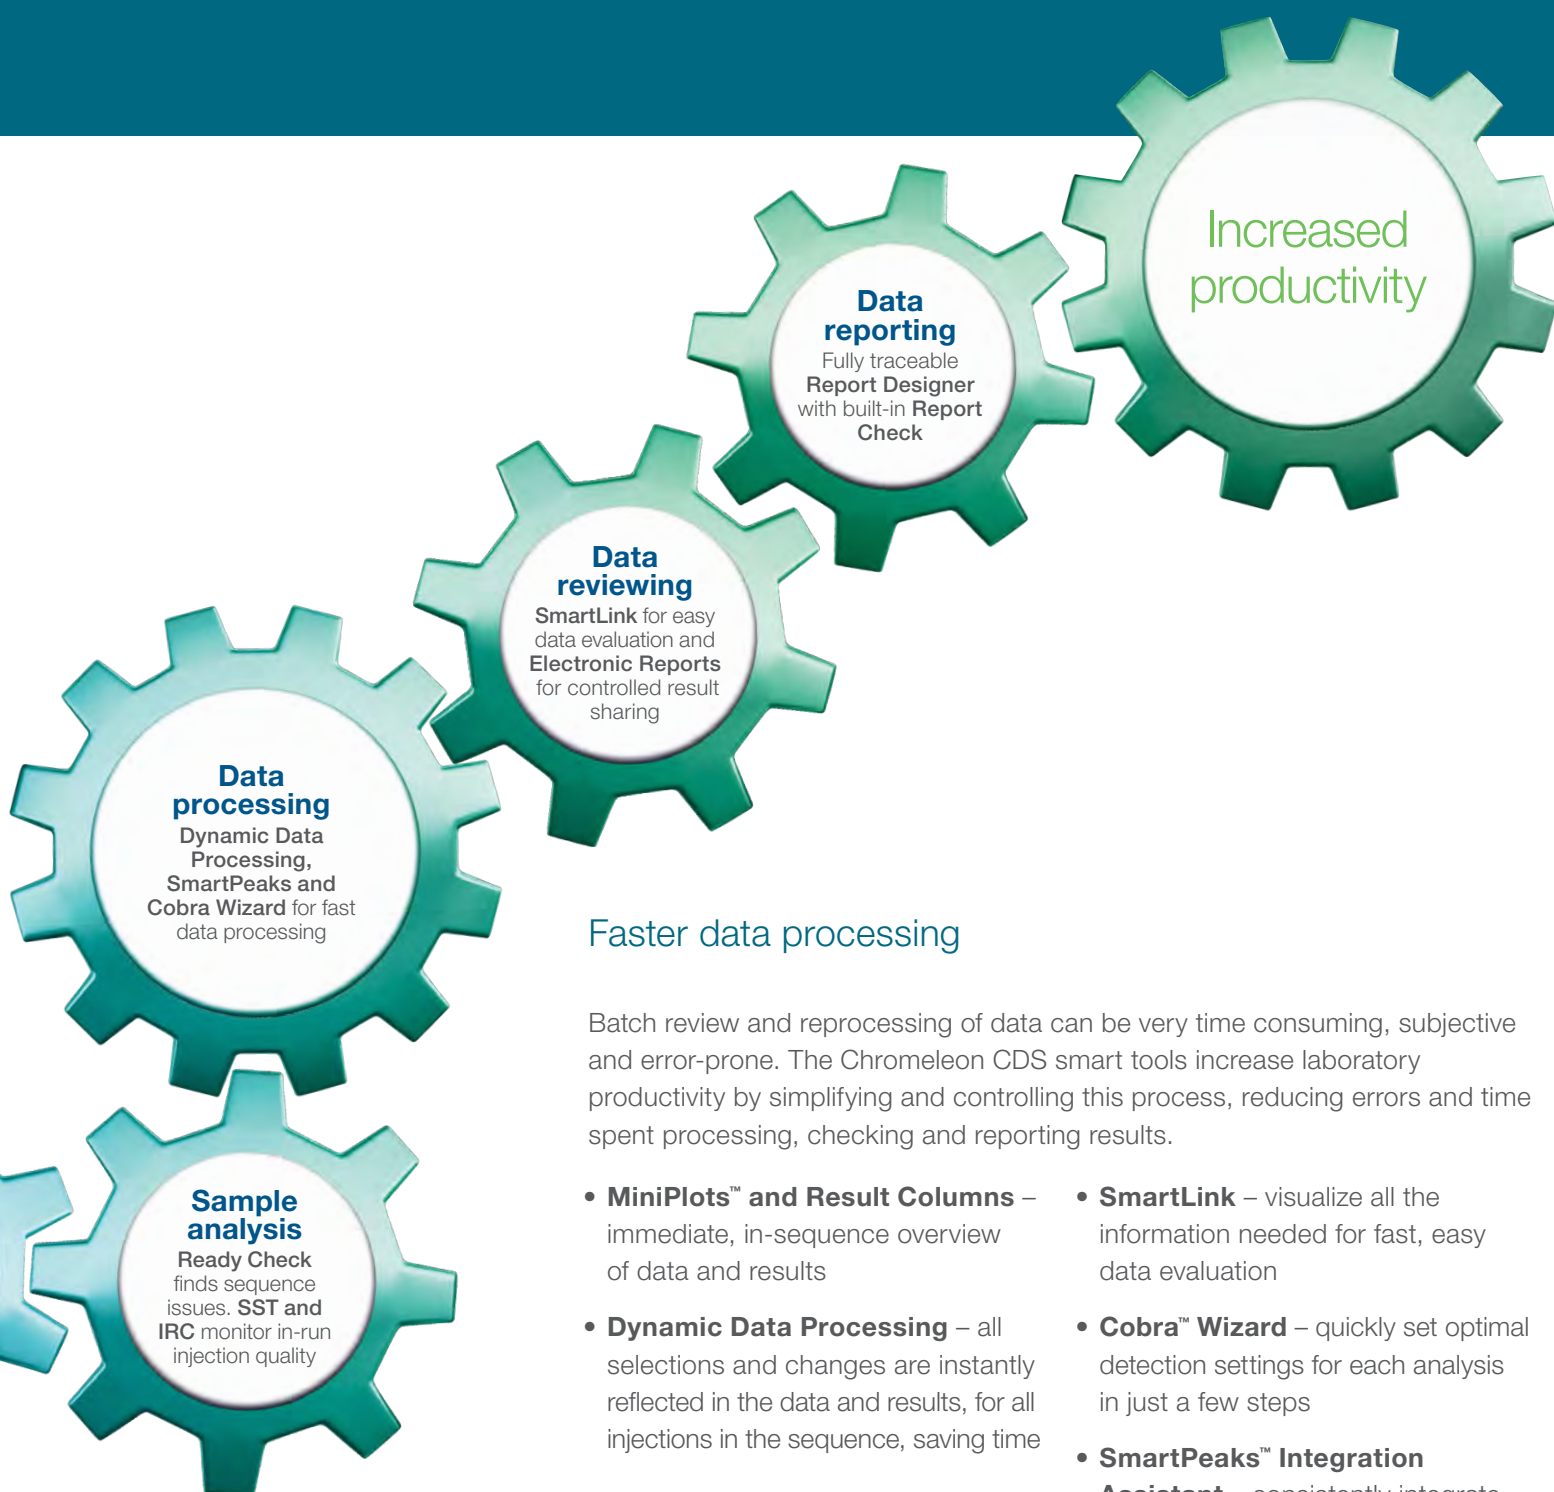 Increased
productivity
Data
reporting
Fully traceable
Report Designer
with built-in Report
Check
Data
reviewing
SmartLink for easy
data evaluation and
Electronic Reports
for controlled result
sharing
Data
processing
Dynamic Data
Processing,
SmartPeaks and
Cobra Wizard for fast
data processing
Sample
analysis
Ready Check
finds sequence
issues. SST and
IRC monitor in-run
injection quality
Faster data processing
Batch review and reprocessing of data can be very time consuming, subjective
and error-prone. The Chromeleon CDS smart tools increase laboratory
productivity by simplifying and controlling this process, reducing errors and time
spent processing, checking and reporting results.
• MiniPlots™ and Result Columns –
immediate, in-sequence overview
of data and results
• Dynamic Data Processing – all
selections and changes are instantly
reflected in the data and results, for all
injections in the sequence, saving time
• SmartLink – visualize all the
information needed for fast, easy
data evaluation
• Cobra™ Wizard – quickly set optimal
detection settings for each analysis
in just a few steps
• SmartPeaks™ Integration
Assistant – consistently integrate